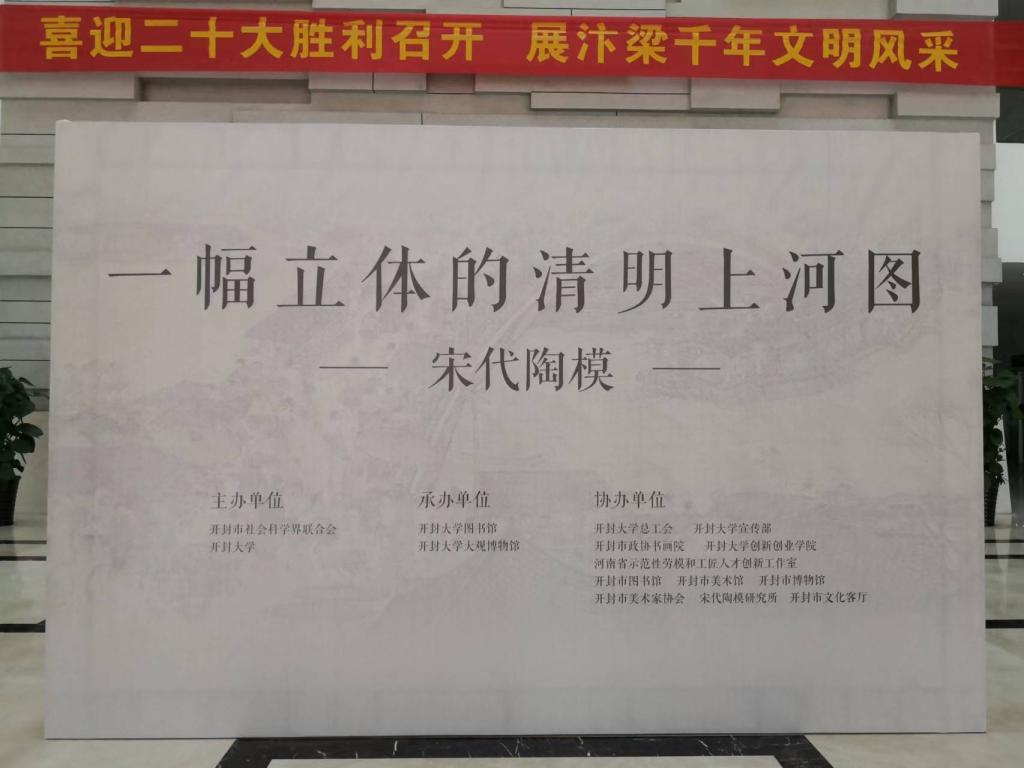 喜迎二十大胜利召开 展汴梁千年文明风采
一幅立体的清明上河图
— 宋代陶模 —
主办单位
开封市社会科学界联合会
开封大学
承办单位
开封大学图书馆
开封大学大观博物馆
协办单位
开封大学总工会 开封大学宣传部
开封市政协书画院 开封大学创新创业学院
河南省示范性劳模和工匠人才创新工作室
开封市图书馆 开封市美术馆 开封市博物馆
开封市美术家协会 宋代陶模研究所 开封市文化客厅